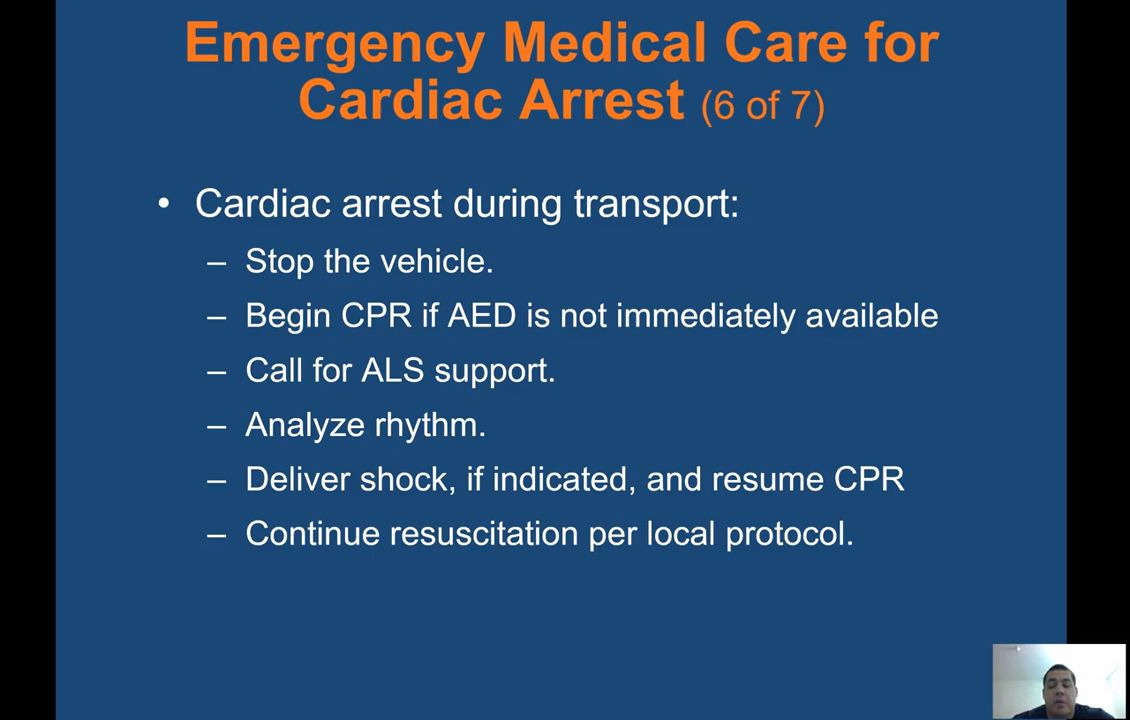 Emergency Medical Care for
Cardiac Arrest (6 of 7)
• Cardiac arrest during transport:
– Stop the vehicle.
– Begin CPR if AED is not immediately available
– Call for ALS support.
– Analyze rhythm.
– Deliver shock, if indicated, and resume CPR
– Continue resuscitation per local protocol.